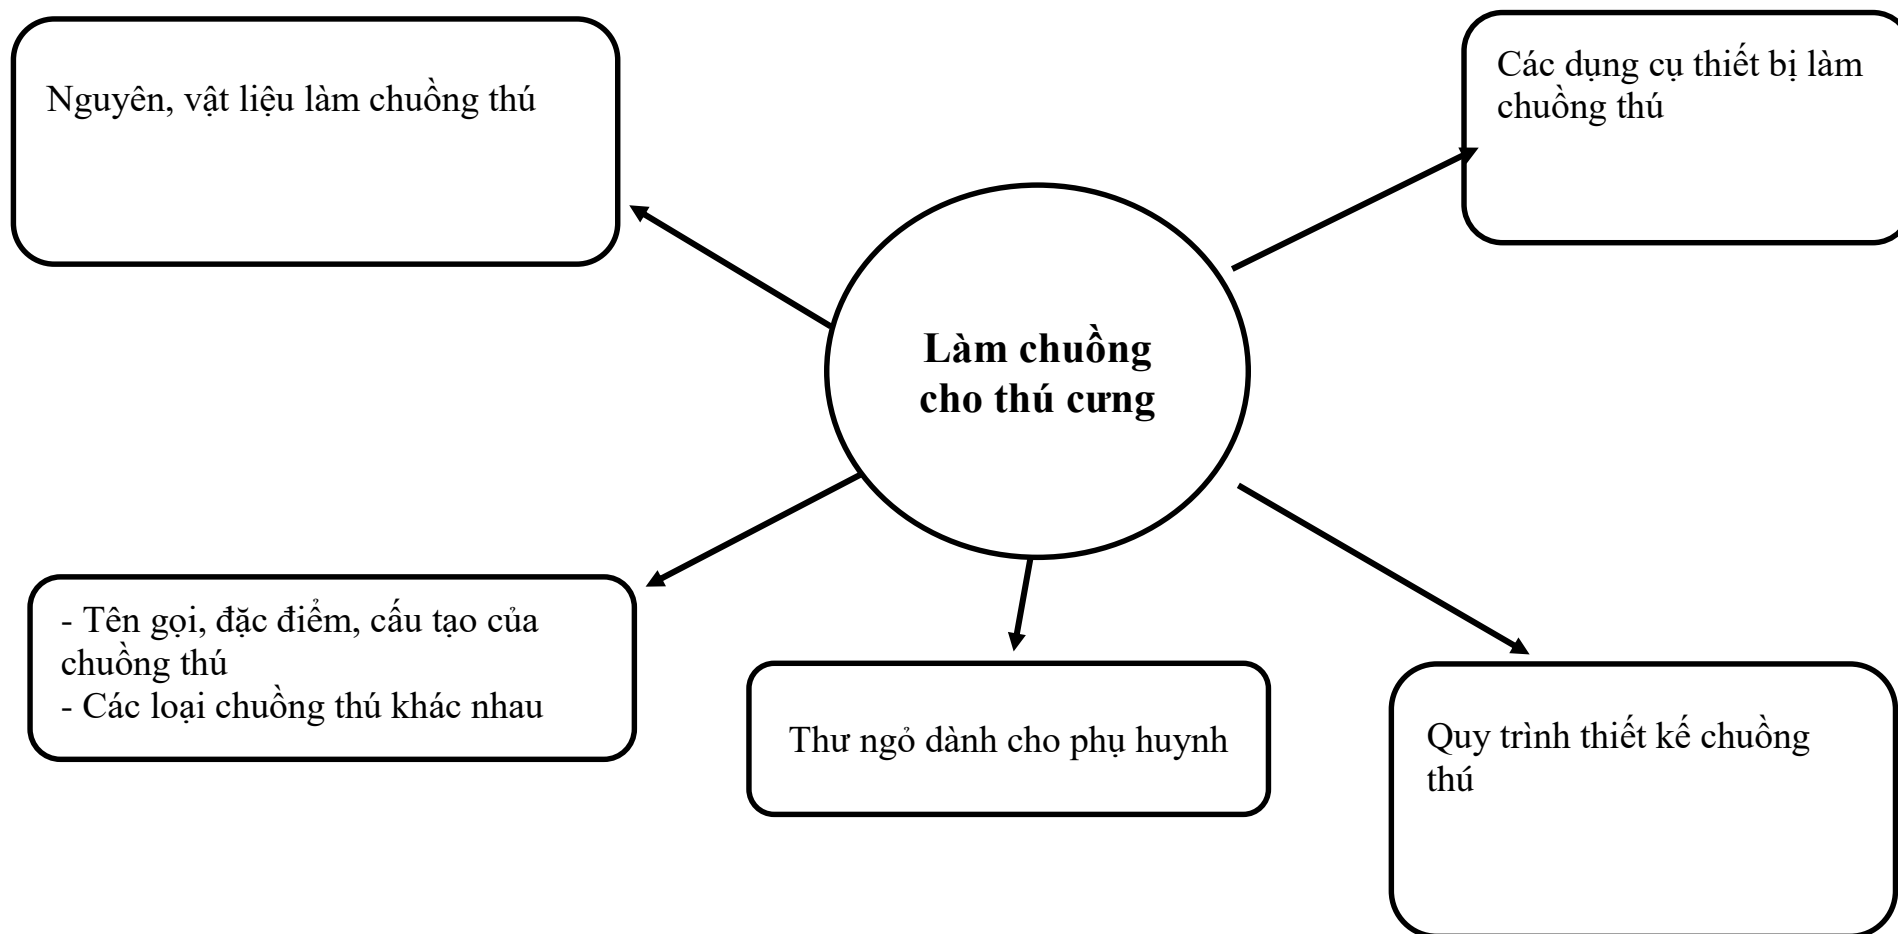 Nguyên, vật liệu làm chuồng thú
Các dụng cụ thiết bị làm
chuồng thú
Làm chuồng
cho thú cưng
- Tên gọi, đặc điểm, cấu tạo của
chuồng thú
- Các loại chuồng thú khác nhau
Thư ngỏ dành cho phụ huynh
Quy trình thiết kế chuồng
thú